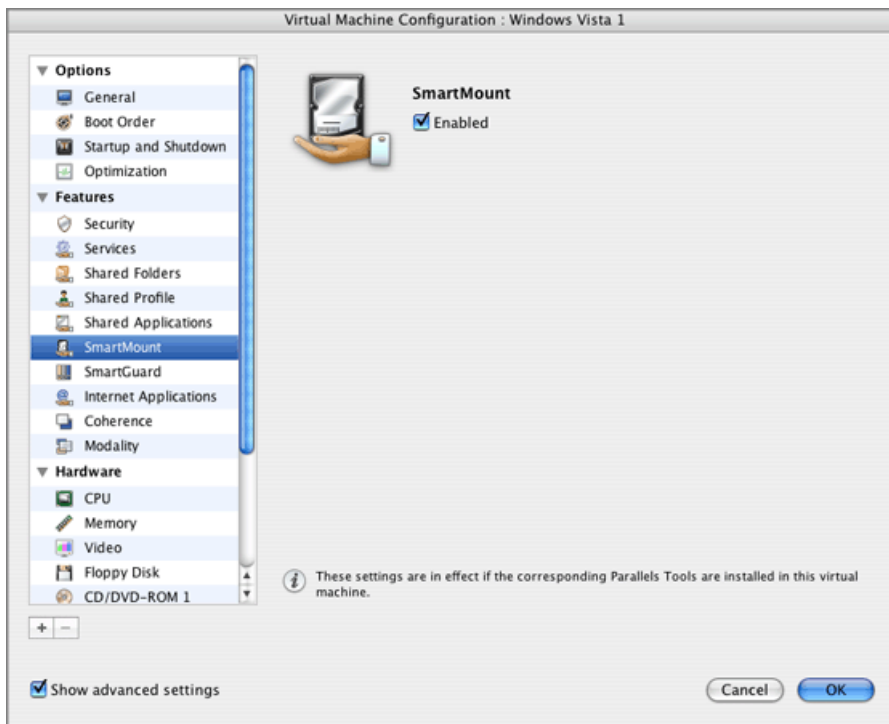 Virtual Machine Configuration : Windows Vista 1
Options
General
Boot Order
Startup and Shutdown
Optimization
Features
Security
Services
Shared Folders
Shared Profile
Shared Applications
SmartMount
SmartGuard
Internet Applications
Coherence
Modality
Hardware
CPU
Memory
Video
Floppy Disk
CD/DVD-ROM 1
SmartMount
Enabled
These settings are in effect if the corresponding Parallels Tools are installed in this virtual
machine.
+ −
Show advanced settings
Cancel
OK